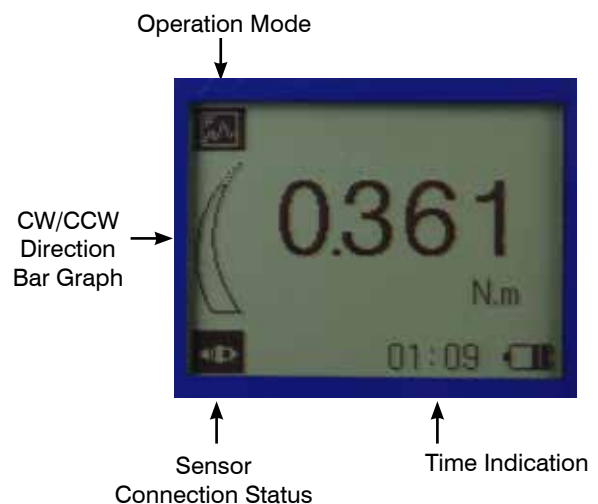 Operation Mode
CW/CCW
Direction
Bar Graph
0.361
N.m
01:09
Sensor
Connection Status
Time Indication